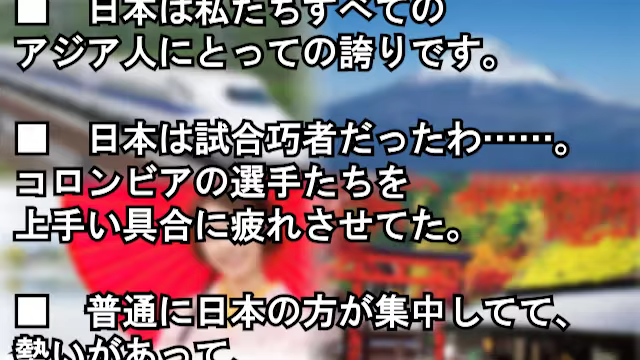 ■　日本は私たちすべての
アジア人にとっての誇りです。
■　日本は試合巧者だったわ……。
コロンビアの選手たちを
上手い具合に疲れさせてた。
■　普通に日本の方が集中してて、
勢いがあって、